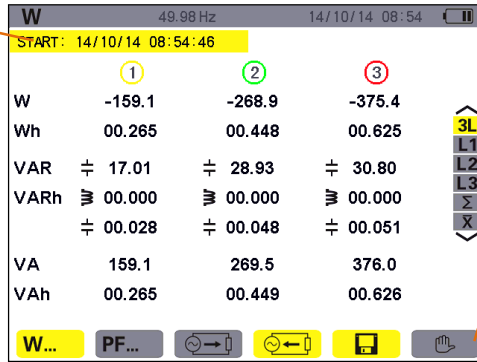 W 49.98 Hz 14/10/14 08:54
START: 14/10/14 08:54:46
1 2 3
W -159.1 -268.9 -375.4
Wh 00.265 00.448 00.625
3L
L1
VAR 17.01 28.93 30.80
L2
L3
VARh 00.000 00.000 00.000
Σ
00.028 00.048 00.051
X̅
VA 159.1 269.5 376.0
VAh 00.265 00.449 00.626
W... PF...